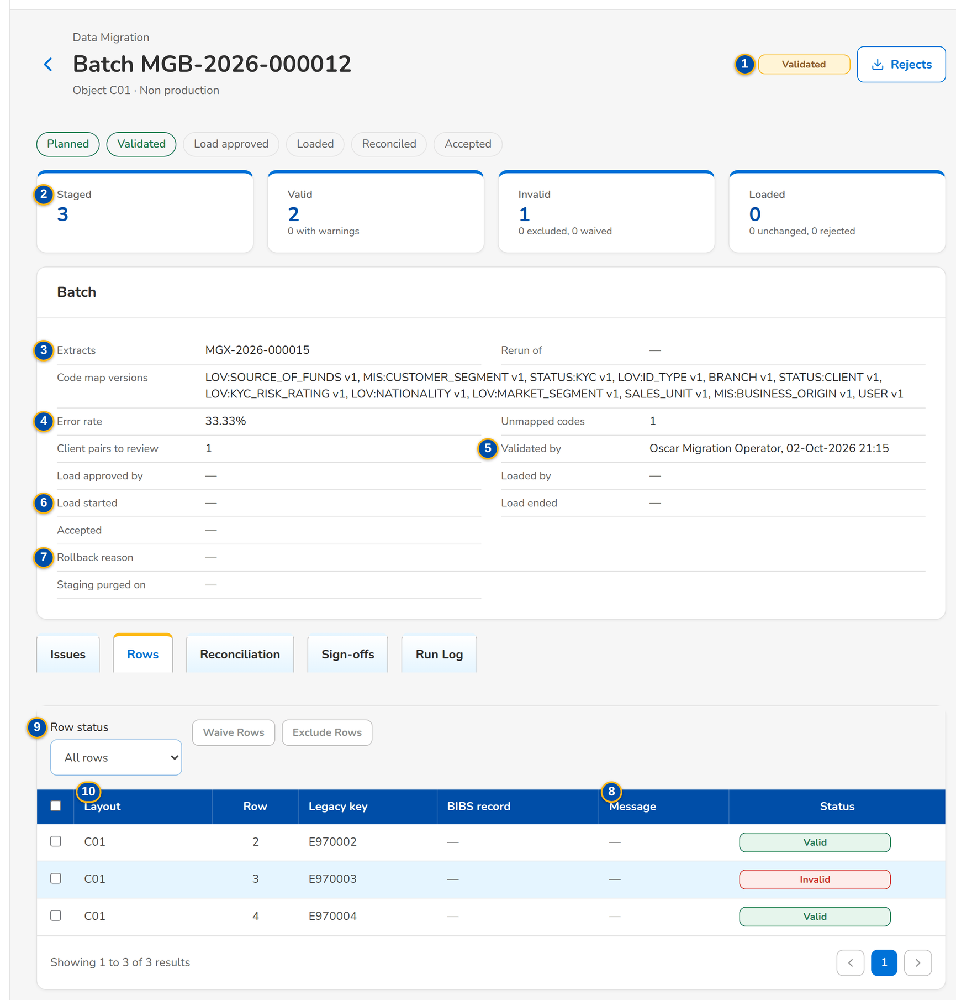 Data Migration
Batch MGB-2026-000012
Object C01 · Non production
1 Validated Rejects
Planned Validated Load approved Loaded Reconciled Accepted
2 Staged
3
Valid
2
0 with warnings
Invalid
1
0 excluded, 0 waived
Loaded
0
0 unchanged, 0 rejected
Batch
3 Extracts MGX-2026-000015 Rerun of —
Code map versions LOV:SOURCE_OF_FUNDS v1, MIS:CUSTOMER_SEGMENT v1, STATUS:KYC v1, LOV:ID_TYPE v1, BRANCH v1, STATUS:CLIENT v1,
LOV:KYC_RISK_RATING v1, LOV:NATIONALITY v1, LOV:MARKET_SEGMENT v1, SALES_UNIT v1, MIS:BUSINESS_ORIGIN v1, USER v1
4 Error rate 33.33% Unmapped codes 1
Client pairs to review 1 5 Validated by Oscar Migration Operator, 02-Oct-2026 21:15
Load approved by — Loaded by —
6 Load started — Load ended —
Accepted —
7 Rollback reason —
Staging purged on —
Issues Rows Reconciliation Sign-offs Run Log
9 Row status Waive Rows Exclude Rows
All rows
10 8
Layout Row Legacy key BIBS record Message Status
C01 2 E970002 — — Valid
C01 3 E970003 — — Invalid
C01 4 E970004 — — Valid
Showing 1 to 3 of 3 results 1